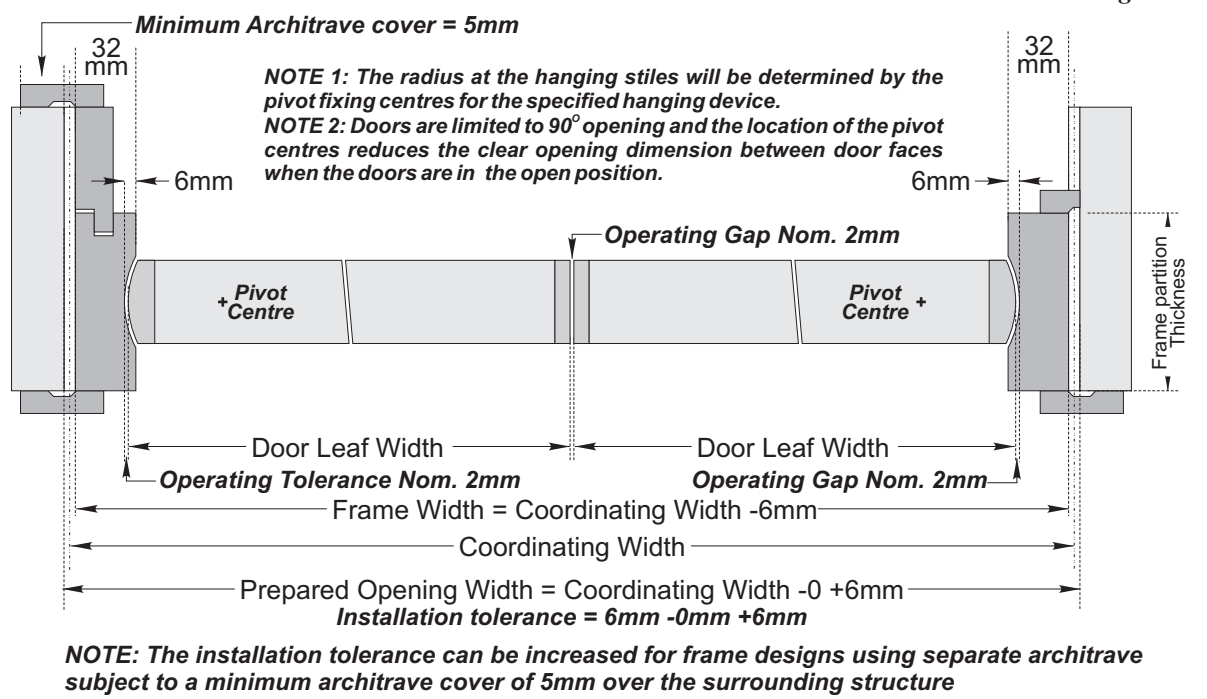 Minimum Architrave cover = 5mm
32
mm
32
mm
NOTE 1: The radius at the hanging stiles will be determined by the
pivot fixing centres for the specified hanging device.
NOTE 2: Doors are limited to 90° opening and the location of the pivot
centres reduces the clear opening dimension between door faces
when the doors are in the open position.
6mm
6mm
Operating Gap Nom. 2mm
+ Pivot
Centre
Pivot +
Centre
Frame partition
Thickness
Door Leaf Width
Door Leaf Width
Operating Tolerance Nom. 2mm
Operating Gap Nom. 2mm
Frame Width = Coordinating Width -6mm
Coordinating Width
Prepared Opening Width = Coordinating Width -0 +6mm
Installation tolerance = 6mm -0mm +6mm
NOTE: The installation tolerance can be increased for frame designs using separate architrave
subject to a minimum architrave cover of 5mm over the surrounding structure